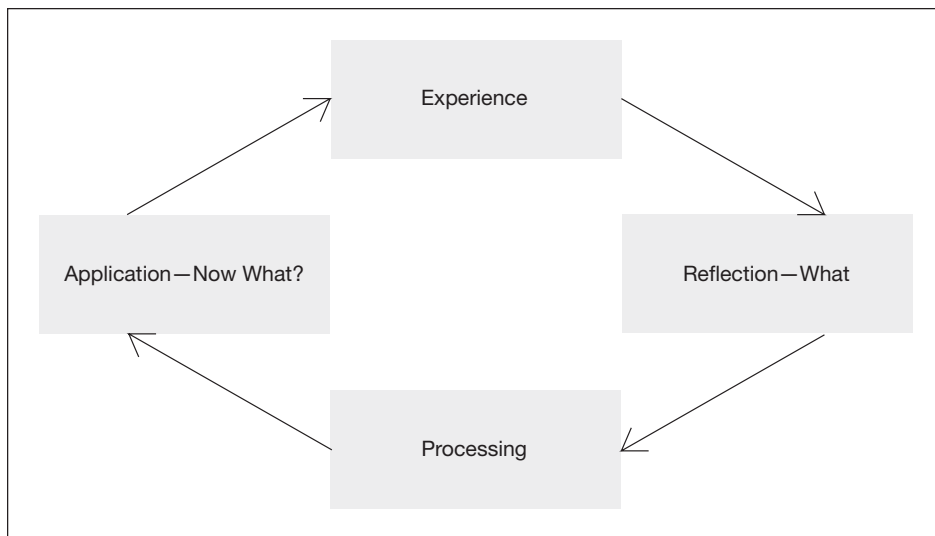 Experience
Application—Now What?
Reflection—What
Processing